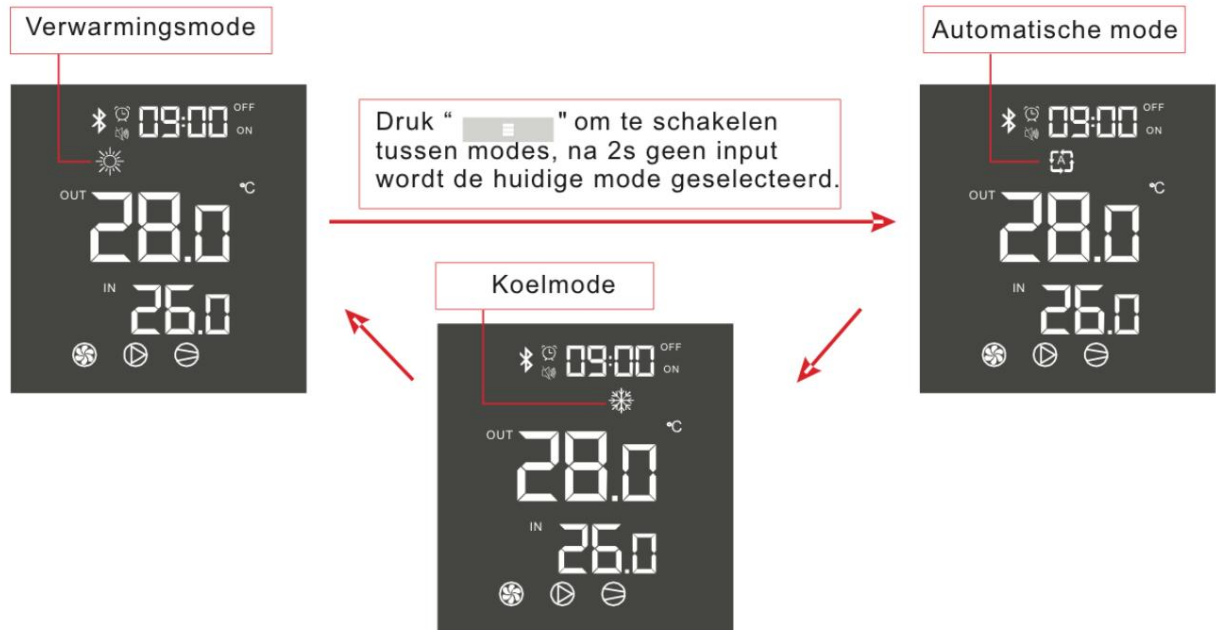 Verwarmingsmode
Automatische mode
09:00 OFF
ON
OUT 28.0 °C
IN 26.0
Druk “ " om te schakelen
tussen modes, na 2s geen input
wordt de huidige mode geselecteerd.
09:00 OFF
ON
A
OUT 28.0 °C
IN 26.0
Koelmode
09:00 OFF
ON
OUT 28.0 °C
IN 26.0